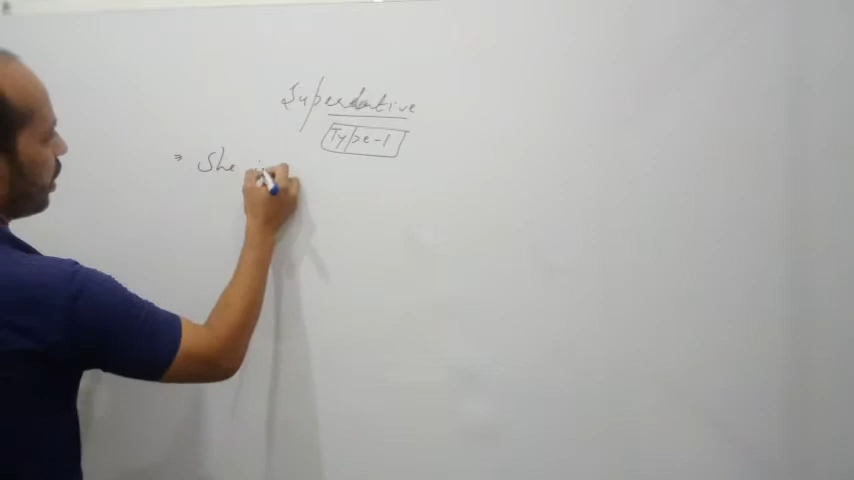 Superlative
Type-1
⇒ She i